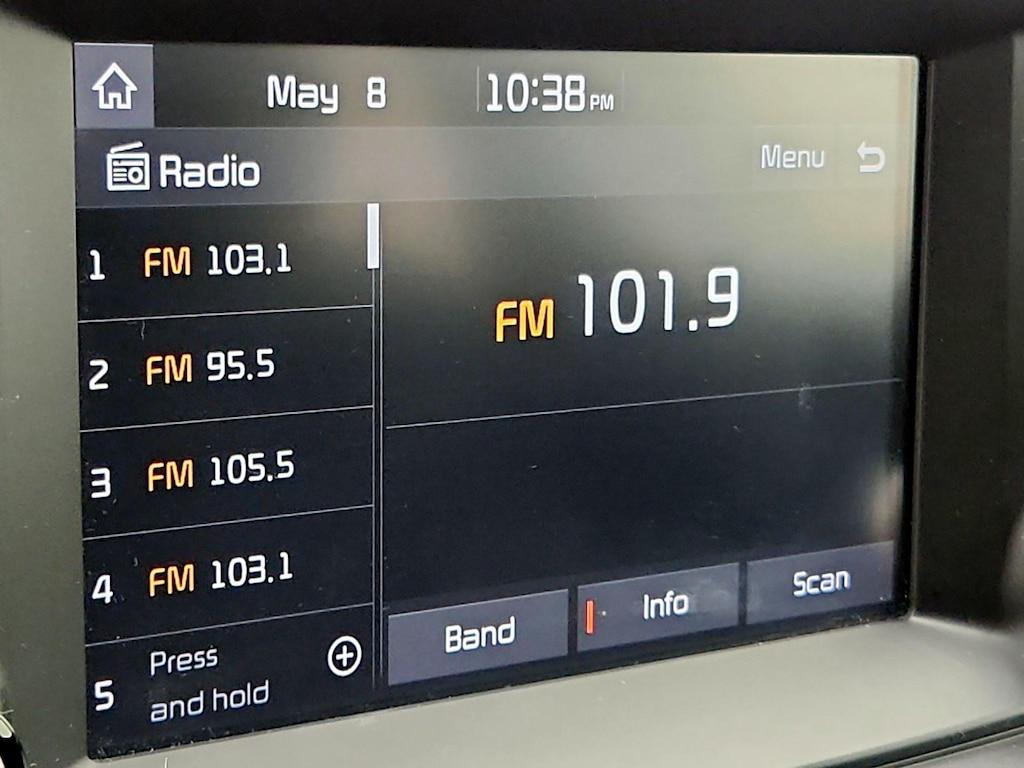 May 8 10:38 PM
Radio Menu
1 FM 103.1
FM 101.9
2 FM 95.5
3 FM 105.5
4 FM 103.1
5 Press
and hold
Band Info Scan